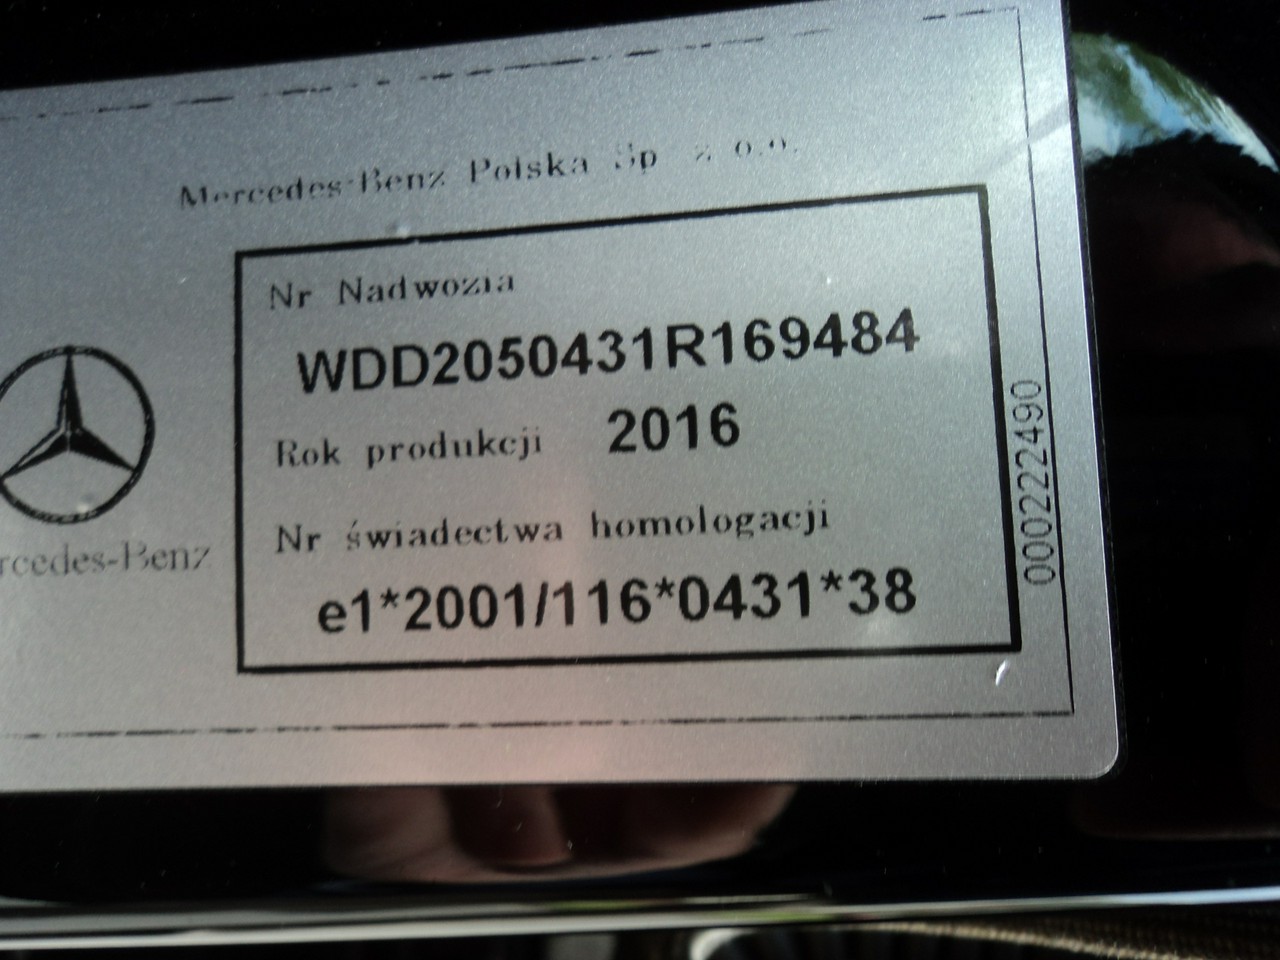 Mercedes-Benz Polska Sp z o.o.
Nr Nadwozia
WDD2050431R169484
Rok produkcji 2016
Nr świadectwa homologacji
e1*2001/116*0431*38
rcedes-Benz
000222490